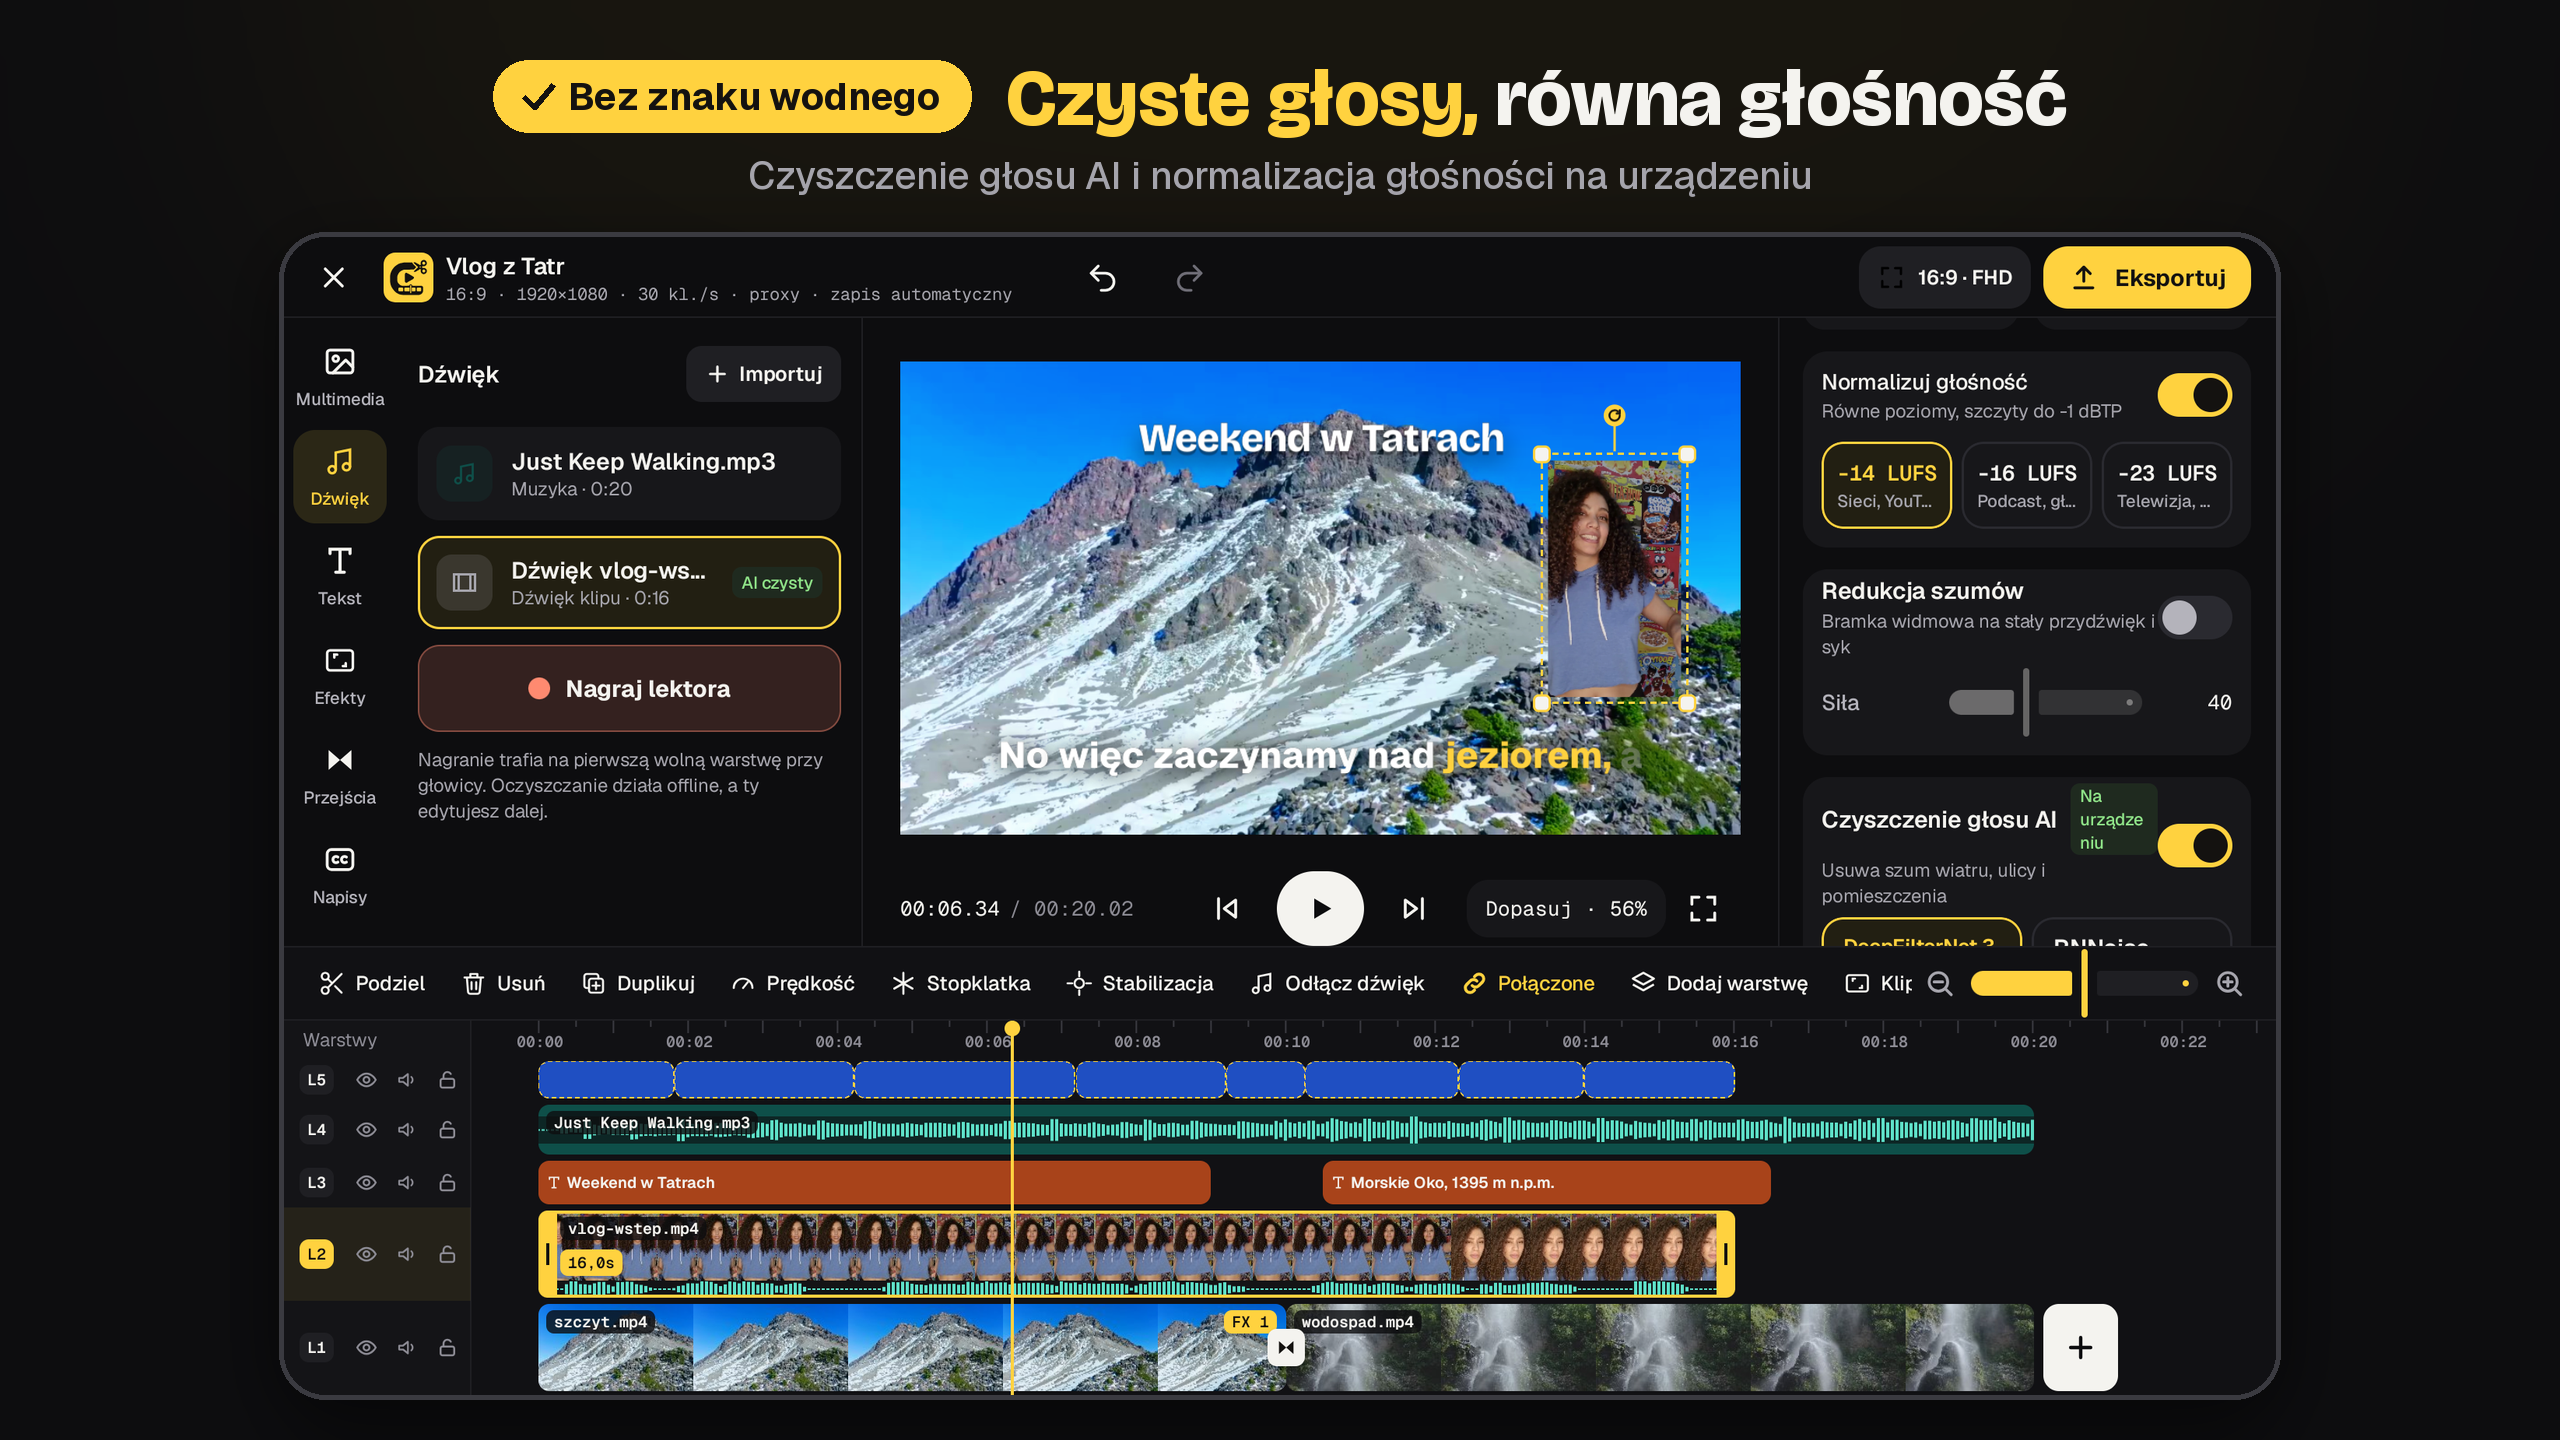 Bez znaku wodnego
Czyste głosy, równa głośność
Czyszczenie głosu AI i normalizacja głośności na urządzeniu
Vlog z Tatr
16:9 · 1920×1080 · 30 kl./s · proxy · zapis automatyczny
16:9 · FHD
Eksportuj
Multimedia
Dźwięk
Tekst
Efekty
Przejścia
Napisy
Dźwięk
Importuj
Just Keep Walking.mp3
Muzyka · 0:20
Dźwięk vlog-ws...
Dźwięk klipu · 0:16
AI czysty
Nagraj lektora
Nagranie trafia na pierwszą wolną warstwę przy
głowicy. Oczyszczanie działa offline, a ty
edytujesz dalej.
Weekend w Tatrach
No więc zaczynamy nad jeziorem, a
00:06.34 / 00:20.02
Dopasuj · 56%
Normalizuj głośność
Równe poziomy, szczyty do -1 dBTP
-14 LUFS
Sieci, YouT...
-16 LUFS
Podcast, gł...
-23 LUFS
Telewizja, ...
Redukcja szumów
Bramka widmowa na stały przydźwięk i
syk
Siła
40
Czyszczenie głosu AI
Na
urządze
niu
Usuwa szum wiatru, ulicy i
pomieszczenia
DeepFilterNet 3
RNNoise
Podziel
Usuń
Duplikuj
Prędkość
Stopklatka
Stabilizacja
Odłącz dźwięk
Połączone
Dodaj warstwę
Klip
Warstwy
00:00
00:02
00:04
00:06
00:08
00:10
00:12
00:14
00:16
00:18
00:20
00:22
L5
L4
Just Keep Walking.mp3
L3
Weekend w Tatrach
Morskie Oko, 1395 m n.p.m.
L2
vlog-wstep.mp4
16,0s
L1
szczyt.mp4
FX 1
wodospad.mp4